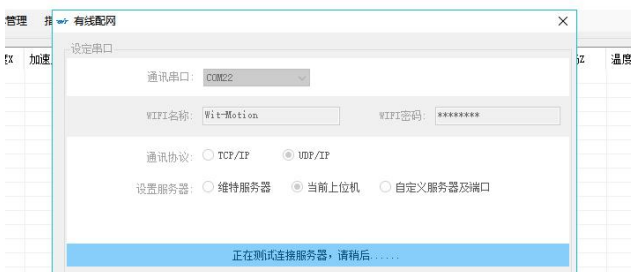 管理
有线配网
设定串口
加速
温度
通讯串口: COM22
WIFI名称: Wit-Motion WIFI密码: ********
通讯协议: TCP/IP UDP/IP
设置服务器: 维特服务器 当前上位机 自定义服务器及端口
正在测试连接服务器，请稍后......